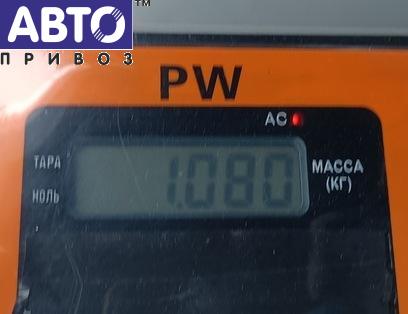 АВТО™
ПРИВОЗ
PW
AC
ТАРА
1.080
МАССА
(КГ)
НОЛЬ